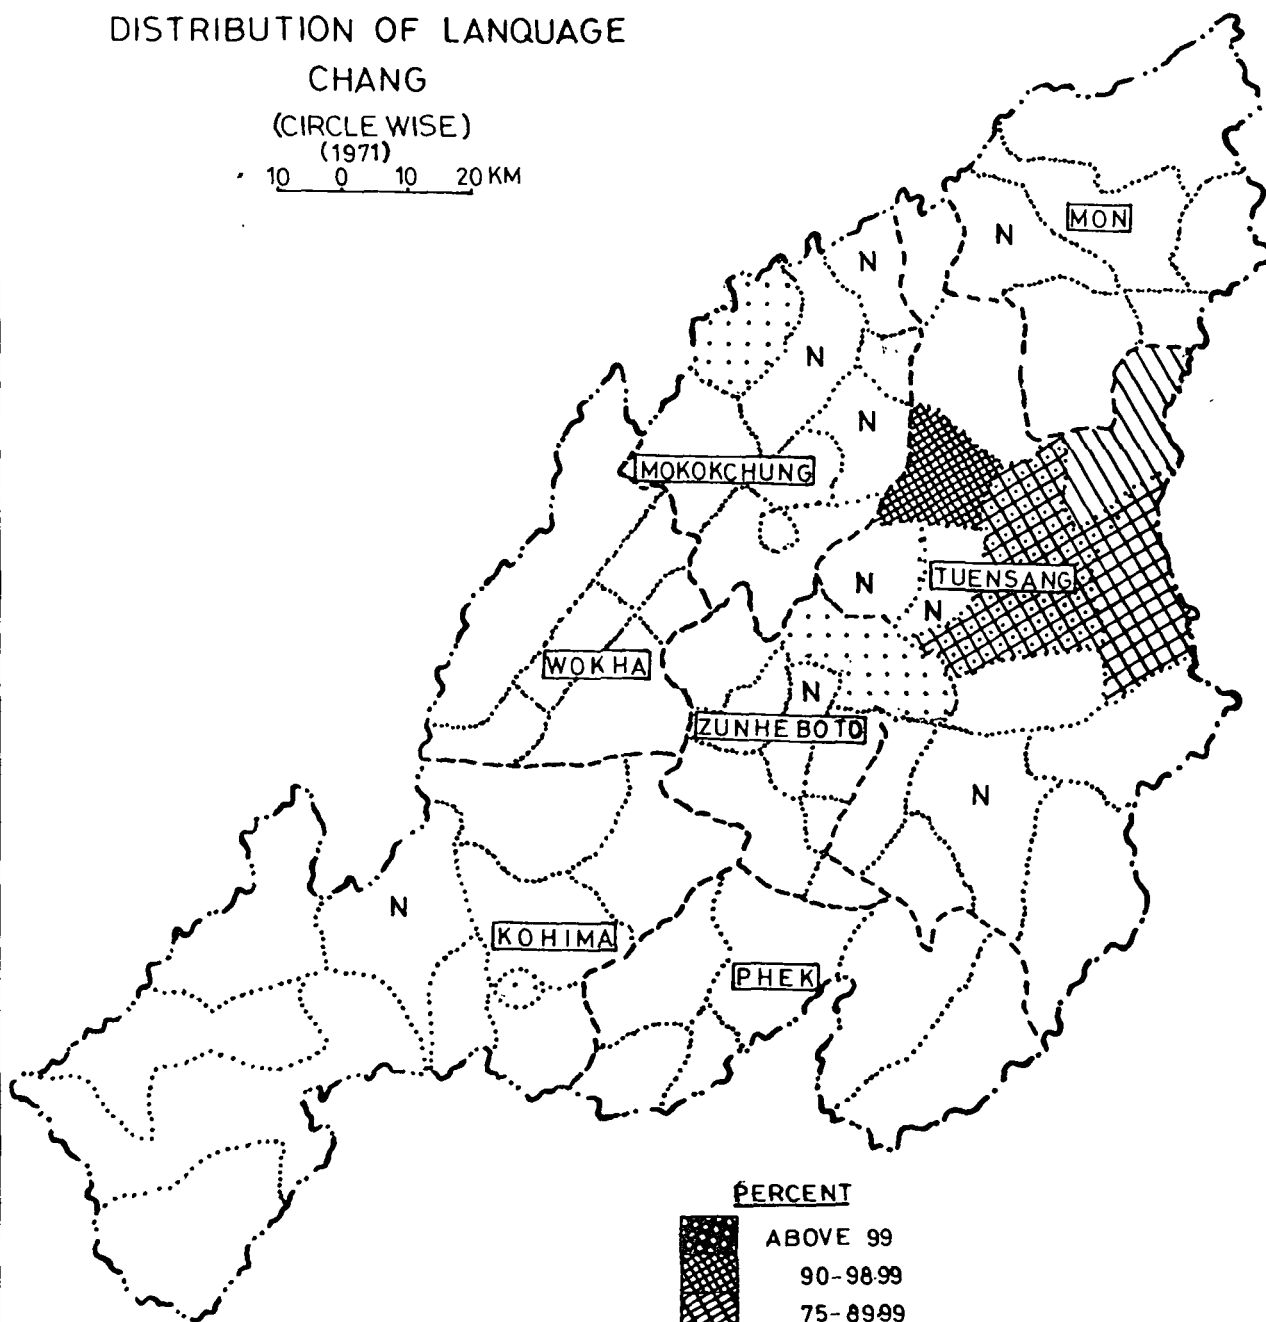 DISTRIBUTION OF LANQUAGE
CHANG
(CIRCLE WISE)
(1971)
10 0 10 20 KM
MON
N
N
N
N
MOKOKCHUNG
TUENSANG
N
N
WOKHA
N
ZUNHEBOTO
N
N
KOHIMA
PHEK
PERCENT
ABOVE 99
90-98.99
75-89.99